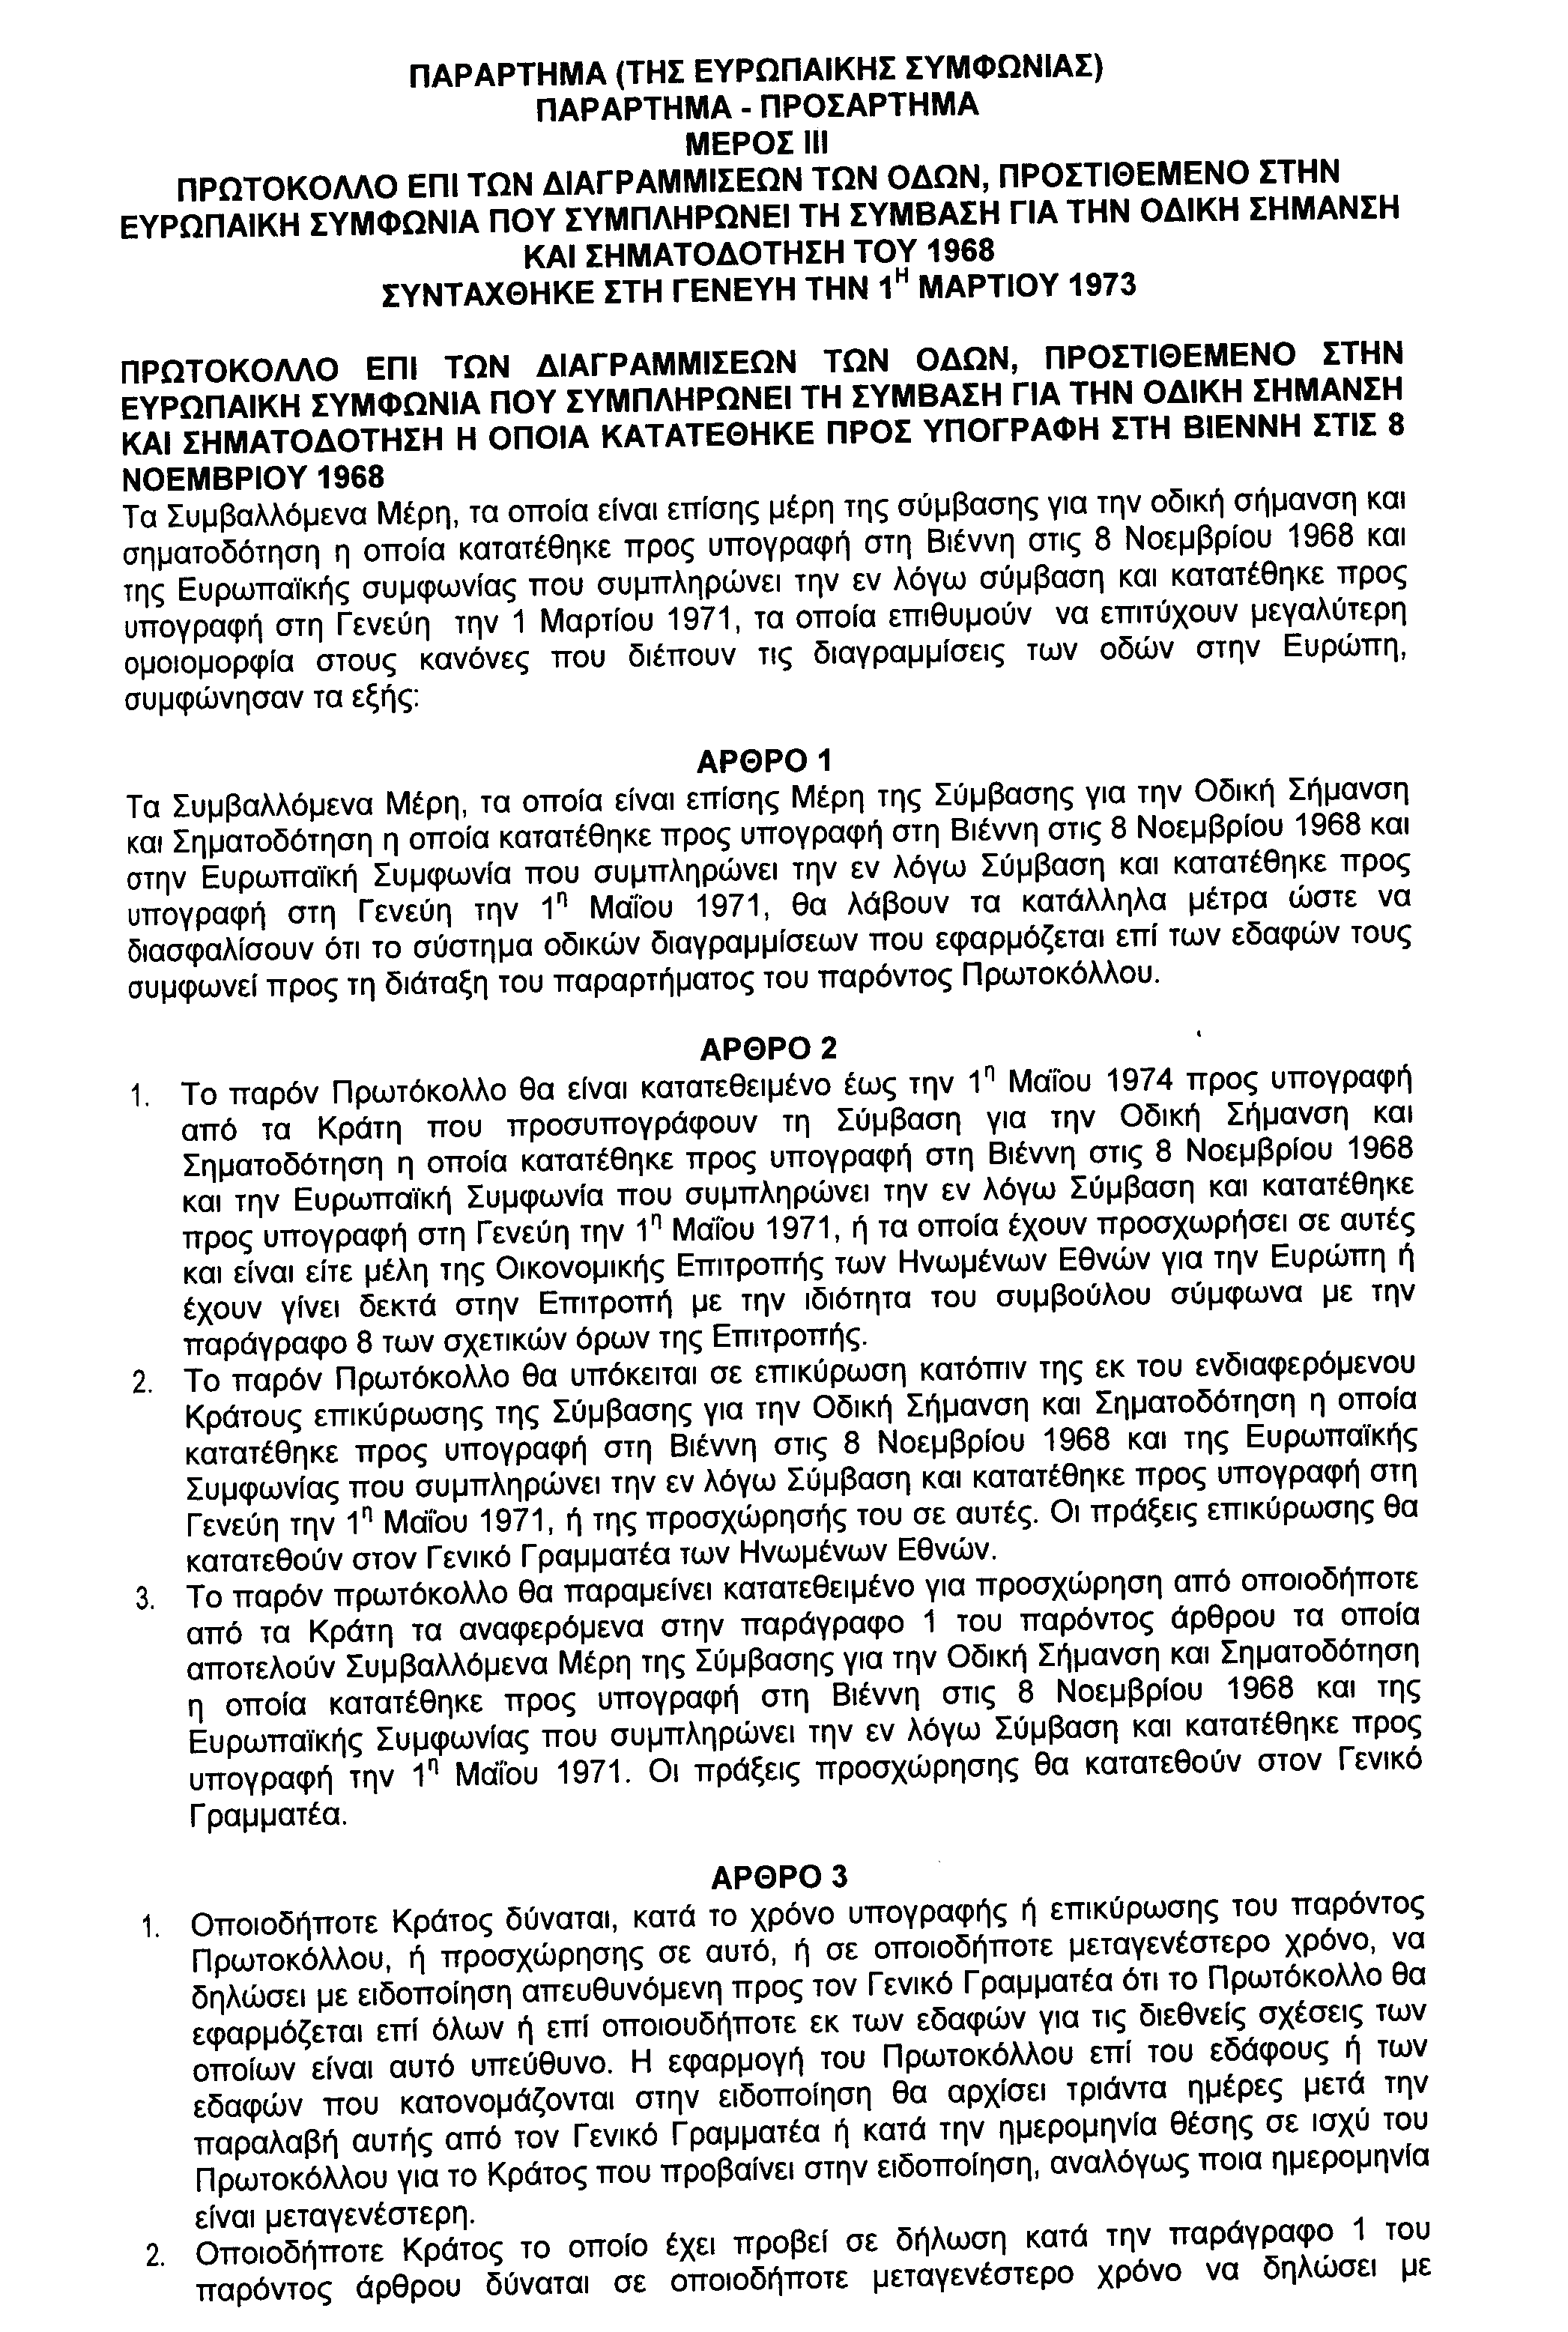 ΠΑΡΑΡΤΗΜΑ (ΤΗΣ ΕΥΡΩΠΑΙΚΗΣ ΣΥΜΦΩΝΙΑΣ)
ΠΑΡΑΡΤΗΜΑ - ΠΡΟΣΑΡΤΗΜΑ
ΜΕΡΟΣ III
ΠΡΩΤΟΚΟΛΛΟ ΕΠΙ ΤΩΝ ΔΙΑΓΡΑΜΜΙΣΕΩΝ ΤΩΝ ΟΔΩΝ, ΠΡΟΣΤΙΘΕΜΕΝΟ ΣΤΗΝ
ΕΥΡΩΠΑΙΚΗ ΣΥΜΦΩΝΙΑ ΠΟΥ ΣΥΜΠΛΗΡΩΝΕΙ ΤΗ ΣΥΜΒΑΣΗ ΓΙΑ ΤΗΝ ΟΔΙΚΗ ΣΗΜΑΝΣΗ
ΚΑΙ ΣΗΜΑΤΟΔΟΤΗΣΗ ΤΟΥ 1968
ΣΥΝΤΑΧΘΗΚΕ ΣΤΗ ΓΕΝΕΥΗ ΤΗΝ 1Η ΜΑΡΤΙΟΥ 1973
ΠΡΩΤΟΚΟΛΛΟ ΕΠΙ ΤΩΝ ΔΙΑΓΡΑΜΜΙΣΕΩΝ ΤΩΝ ΟΔΩΝ, ΠΡΟΣΤΙΘΕΜΕΝΟ ΣΤΗΝ
ΕΥΡΩΠΑΙΚΗ ΣΥΜΦΩΝΙΑ ΠΟΥ ΣΥΜΠΛΗΡΩΝΕΙ ΤΗ ΣΥΜΒΑΣΗ ΓΙΑ ΤΗΝ ΟΔΙΚΗ ΣΗΜΑΝΣΗ
ΚΑΙ ΣΗΜΑΤΟΔΟΤΗΣΗ Η ΟΠΟΙΑ ΚΑΤΑΤΕΘΗΚΕ ΠΡΟΣ ΥΠΟΓΡΑΦΗ ΣΤΗ ΒΙΕΝΝΗ ΣΤΙΣ 8
ΝΟΕΜΒΡΙΟΥ 1968
Τα Συμβαλλόμενα Μέρη, τα οποία είναι επίσης μέρη της σύμβασης για την οδική σήμανση και
σηματοδότηση η οποία κατατέθηκε προς υπογραφή στη Βιέννη στις 8 Νοεμβρίου 1968 και
της Ευρωπαϊκής συμφωνίας που συμπληρώνει την εν λόγω σύμβαση και κατατέθηκε προς
υπογραφή στη Γενεύη την 1 Μαρτίου 1971, τα οποία επιθυμούν να επιτύχουν μεγαλύτερη
ομοιομορφία στους κανόνες που διέπουν τις διαγραμμίσεις των οδών στην Ευρώπη,
συμφώνησαν τα εξής:
ΑΡΘΡΟ 1
Τα Συμβαλλόμενα Μέρη, τα οποία είναι επίσης Μέρη της Σύμβασης για την Οδική Σήμανση
και Σηματοδότηση η οποία κατατέθηκε προς υπογραφή στη Βιέννη στις 8 Νοεμβρίου 1968 και
στην Ευρωπαϊκή Συμφωνία που συμπληρώνει την εν λόγω Σύμβαση και κατατέθηκε προς
υπογραφή στη Γενεύη την 1η Μαΐου 1971, θα λάβουν τα κατάλληλα μέτρα ώστε να
διασφαλίσουν ότι το σύστημα οδικών διαγραμμίσεων που εφαρμόζεται επί των εδαφών τους
συμφωνεί προς τη διάταξη του παραρτήματος του παρόντος Πρωτοκόλλου.
ΑΡΘΡΟ 2
1. Το παρόν Πρωτόκολλο θα είναι κατατεθειμένο έως την 1η Μαΐου 1974 προς υπογραφή
από τα Κράτη που προσυπογράφουν τη Σύμβαση για την Οδική Σήμανση και
Σηματοδότηση η οποία κατατέθηκε προς υπογραφή στη Βιέννη στις 8 Νοεμβρίου 1968
και την Ευρωπαϊκή Συμφωνία που συμπληρώνει την εν λόγω Σύμβαση και κατατέθηκε
προς υπογραφή στη Γενεύη την 1η Μαΐου 1971, ή τα οποία έχουν προσχωρήσει σε αυτές
και είναι είτε μέλη της Οικονομικής Επιτροπής των Ηνωμένων Εθνών για την Ευρώπη ή
έχουν γίνει δεκτά στην Επιτροπή με την ιδιότητα του συμβούλου σύμφωνα με την
παράγραφο 8 των σχετικών όρων της Επιτροπής.
2. Το παρόν Πρωτόκολλο θα υπόκειται σε επικύρωση κατόπιν της εκ του ενδιαφερόμενου
Κράτους επικύρωσης της Σύμβασης για την Οδική Σήμανση και Σηματοδότηση η οποία
κατατέθηκε προς υπογραφή στη Βιέννη στις 8 Νοεμβρίου 1968 και της Ευρωπαϊκής
Συμφωνίας που συμπληρώνει την εν λόγω Σύμβαση και κατατέθηκε προς υπογραφή στη
Γενεύη την 1η Μαΐου 1971, ή της προσχώρησής του σε αυτές. Οι πράξεις επικύρωσης θα
κατατεθούν στον Γενικό Γραμματέα των Ηνωμένων Εθνών.
3. Το παρόν πρωτόκολλο θα παραμείνει κατατεθειμένο για προσχώρηση από οποιοδήποτε
από τα Κράτη τα αναφερόμενα στην παράγραφο 1 του παρόντος άρθρου τα οποία
αποτελούν Συμβαλλόμενα Μέρη της Σύμβασης για την Οδική Σήμανση και Σηματοδότηση
η οποία κατατέθηκε προς υπογραφή στη Βιέννη στις 8 Νοεμβρίου 1968 και της
Ευρωπαϊκής Συμφωνίας που συμπληρώνει την εν λόγω Σύμβαση και κατατέθηκε προς
υπογραφή την 1η Μαΐου 1971. Οι πράξεις προσχώρησης θα κατατεθούν στον Γενικό
Γραμματέα.
ΑΡΘΡΟ 3
1. Οποιοδήποτε Κράτος δύναται, κατά το χρόνο υπογραφής ή επικύρωσης του παρόντος
Πρωτοκόλλου, ή προσχώρησης σε αυτό, ή σε οποιοδήποτε μεταγενέστερο χρόνο, να
δηλώσει με ειδοποίηση απευθυνόμενη προς τον Γενικό Γραμματέα ότι το Πρωτόκολλο θα
εφαρμόζεται επί όλων ή επί οποιουδήποτε εκ των εδαφών για τις διεθνείς σχέσεις των
οποίων είναι αυτό υπεύθυνο. Η εφαρμογή του Πρωτοκόλλου επί του εδάφους ή των
εδαφών που κατονομάζονται στην ειδοποίηση θα αρχίσει τριάντα ημέρες μετά την
παραλαβή αυτής από τον Γενικό Γραμματέα ή κατά την ημερομηνία θέσης σε ισχύ του
Πρωτοκόλλου για το Κράτος που προβαίνει στην ειδοποίηση, αναλόγως ποια ημερομηνία
είναι μεταγενέστερη.
2. Οποιοδήποτε Κράτος το οποίο έχει προβεί σε δήλωση κατά την παράγραφο 1 του
παρόντος άρθρου δύναται σε οποιοδήποτε μεταγενέστερο χρόνο να δηλώσει με